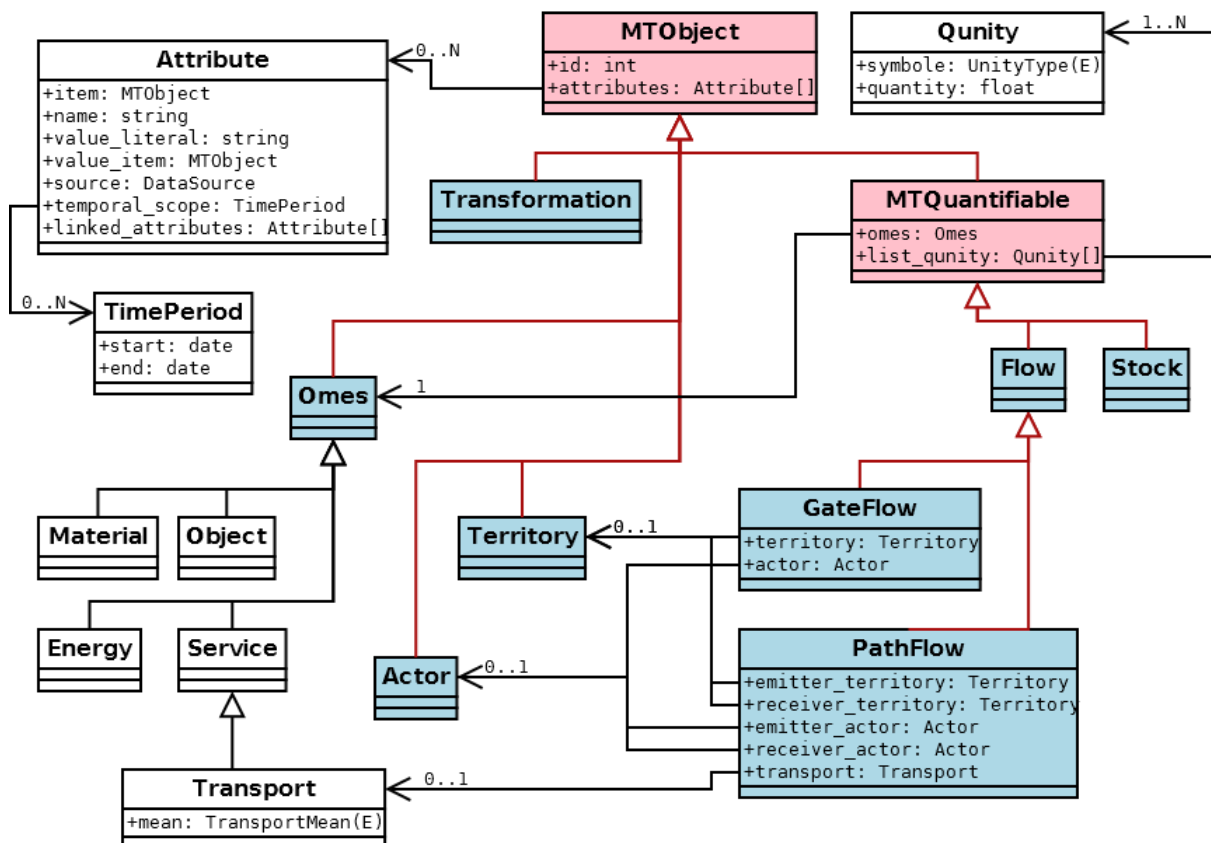 MTObject
+id: int
+attributes: Attribute[]
Qunity
+symbole: UnityType(E)
+quantity: float
1..N
Attribute
+item: MTObject
+name: string
+value_literal: string
+value_item: MTObject
+source: DataSource
+temporal_scope: TimePeriod
+linked_attributes: Attribute[]
0..N
Transformation
MTQuantifiable
+omes: Omes
+list_qunity: Qunity[]
0..N
TimePeriod
+start: date
+end: date
Omes
1
Flow
Stock
Material
Object
Territory
0..1
GateFlow
+territory: Territory
+actor: Actor
Energy
Service
Actor
0..1
PathFlow
+emitter_territory: Territory
+receiver_territory: Territory
+emitter_actor: Actor
+receiver_actor: Actor
+transport: Transport
Transport
+mean: TransportMean(E)
0..1